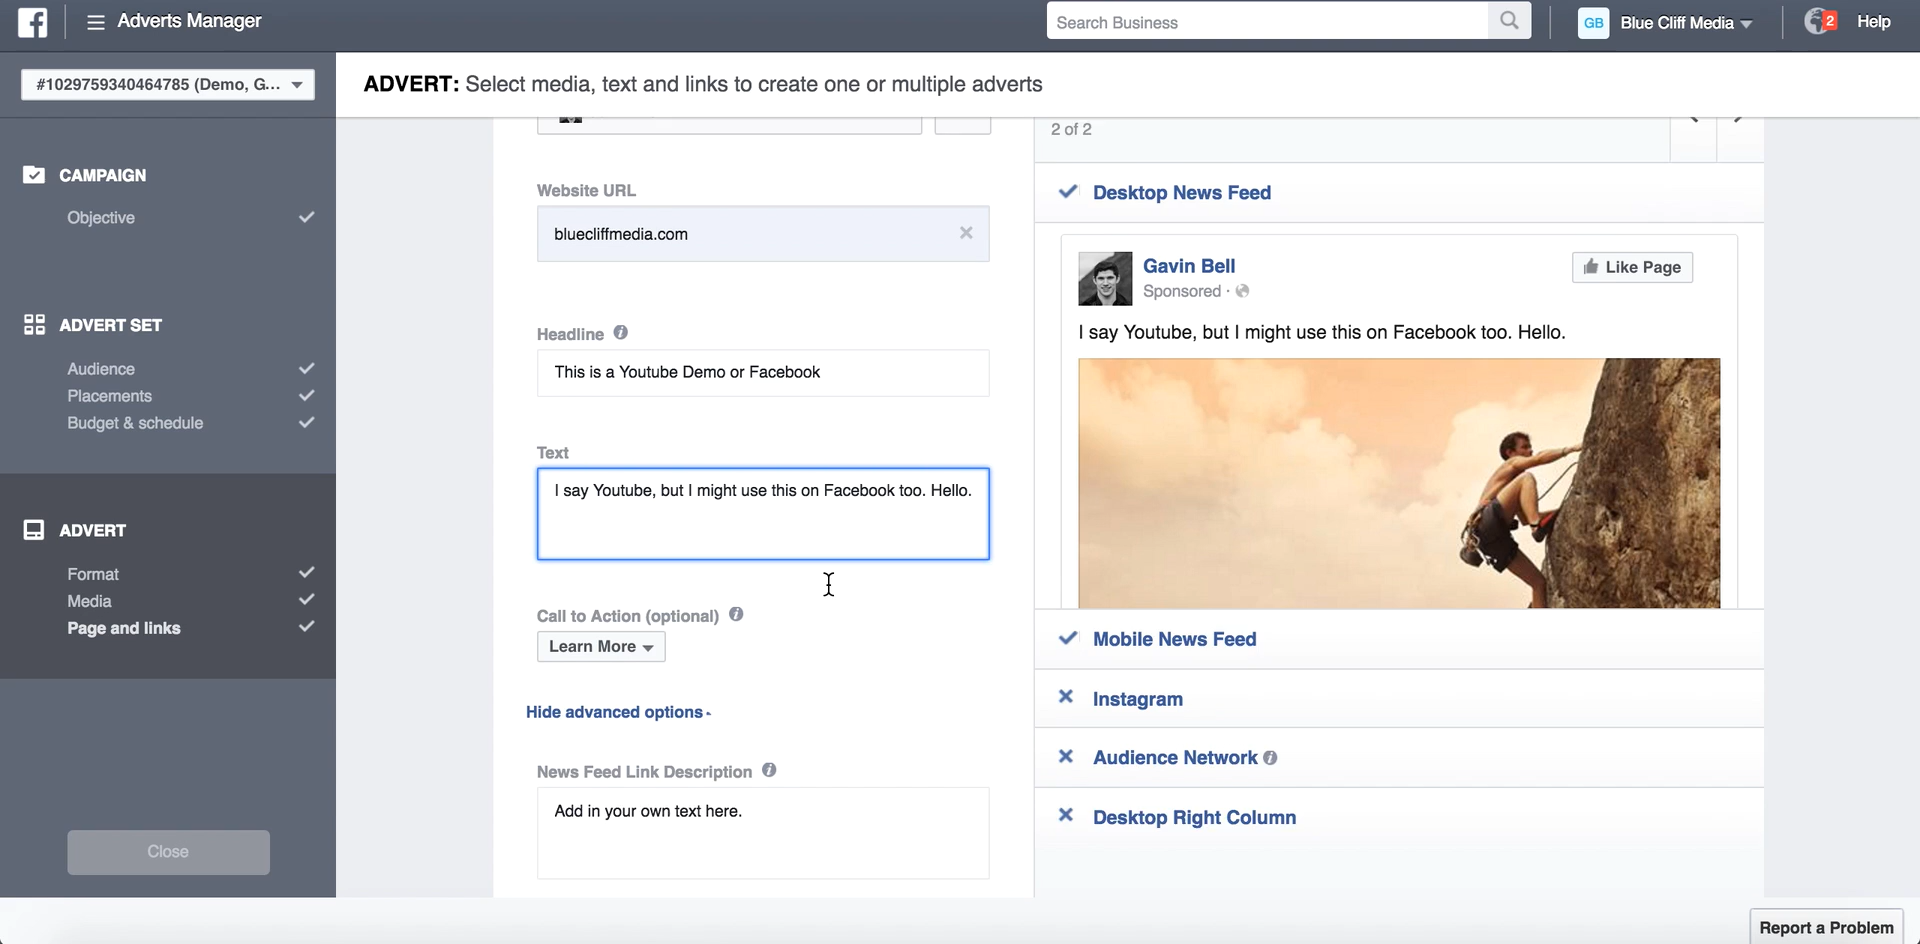 Adverts Manager
Search Business
GB Blue Cliff Media
2
Help
#1029759340464785 (Demo, G...
ADVERT: Select media, text and links to create one or multiple adverts
CAMPAIGN
Objective
ADVERT SET
Audience
Placements
Budget & schedule
ADVERT
Format
Media
Page and links
Close
Website URL
bluecliffmedia.com
Headline
This is a Youtube Demo or Facebook
Text
I say Youtube, but I might use this on Facebook too. Hello.
Call to Action (optional)
Learn More
Hide advanced options
News Feed Link Description
Add in your own text here.
2 of 2
Desktop News Feed
Gavin Bell
Sponsored ·
Like Page
I say Youtube, but I might use this on Facebook too. Hello.
Mobile News Feed
Instagram
Audience Network
Desktop Right Column
Report a Problem